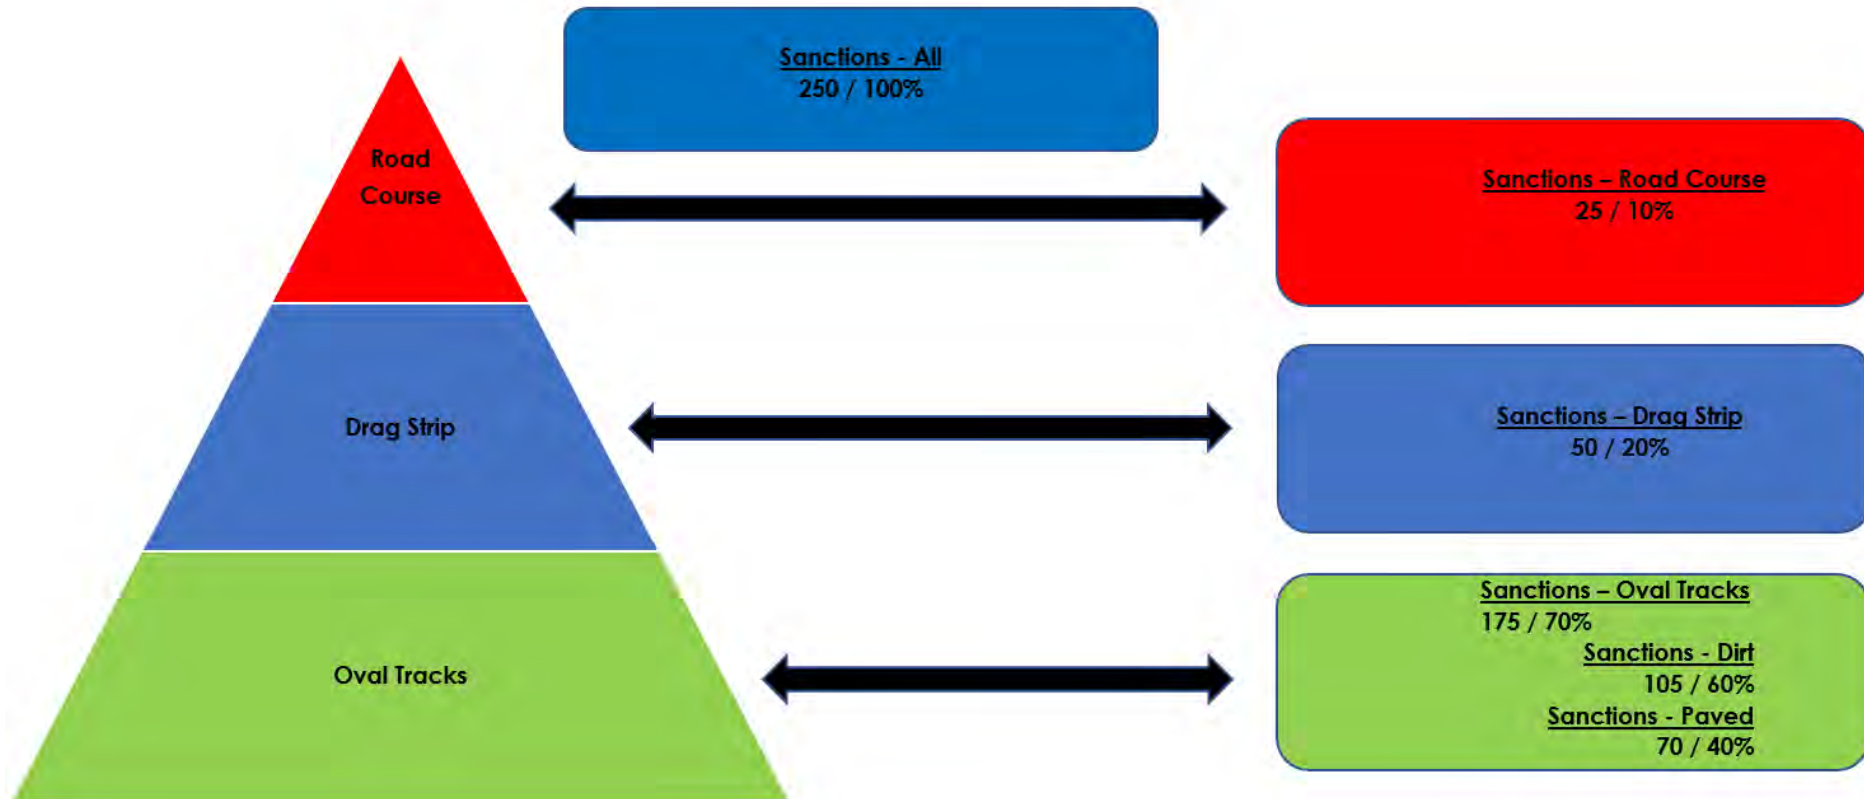 Sanctions - All
250 / 100%
Road
Course
Sanctions – Road Course
25 / 10%
Drag Strip
Sanctions – Drag Strip
50 / 20%
Oval Tracks
Sanctions – Oval Tracks
175 / 70%
Sanctions - Dirt
105 / 60%
Sanctions - Paved
70 / 40%